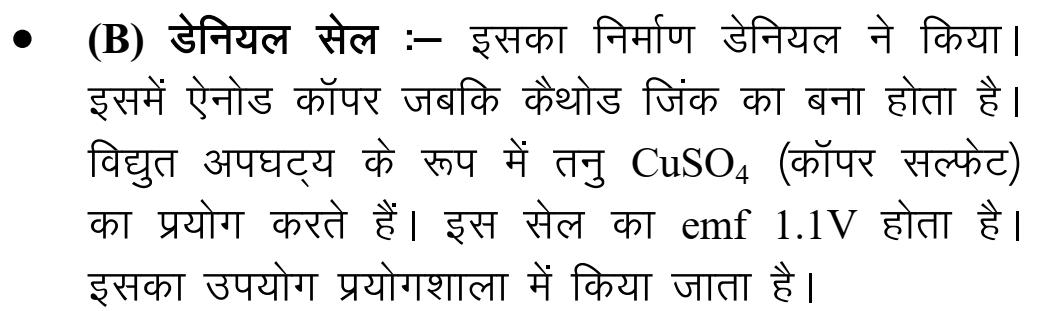 • (B) डेनियल सेल :– इसका निर्माण डेनियल ने किया।
इसमें ऐनोड कॉपर जबकि कैथोड जिंक का बना होता है।
विद्युत अपघट्य के रूप में तनु CuSO₄ (कॉपर सल्फेट)
का प्रयोग करते हैं। इस सेल का emf 1.1V होता है।
इसका उपयोग प्रयोगशाला में किया जाता है।